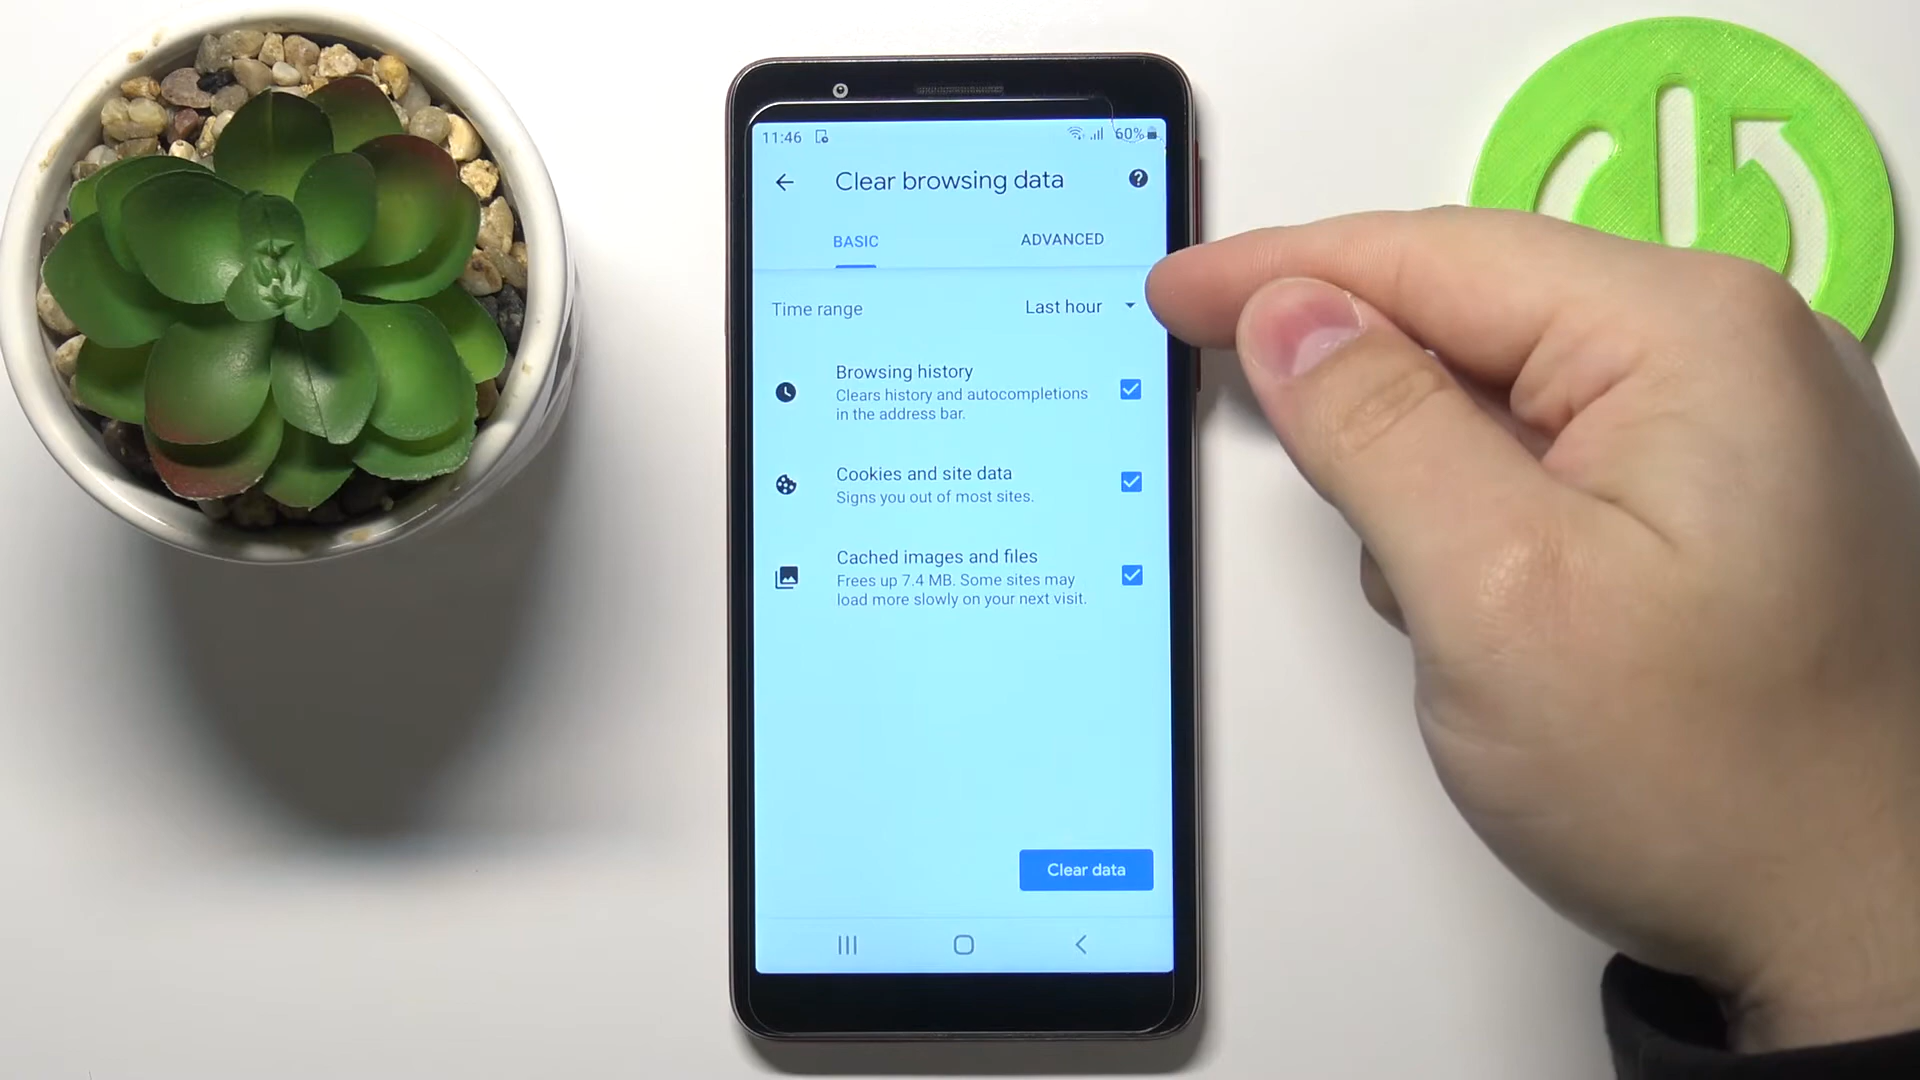 11:46 60%
Clear browsing data
BASIC ADVANCED
Time range Last hour
Browsing history
Clears history and autocompletions
in the address bar.
Cookies and site data
Signs you out of most sites.
Cached images and files
Frees up 7.4 MB. Some sites may
load more slowly on your next visit.
Clear data